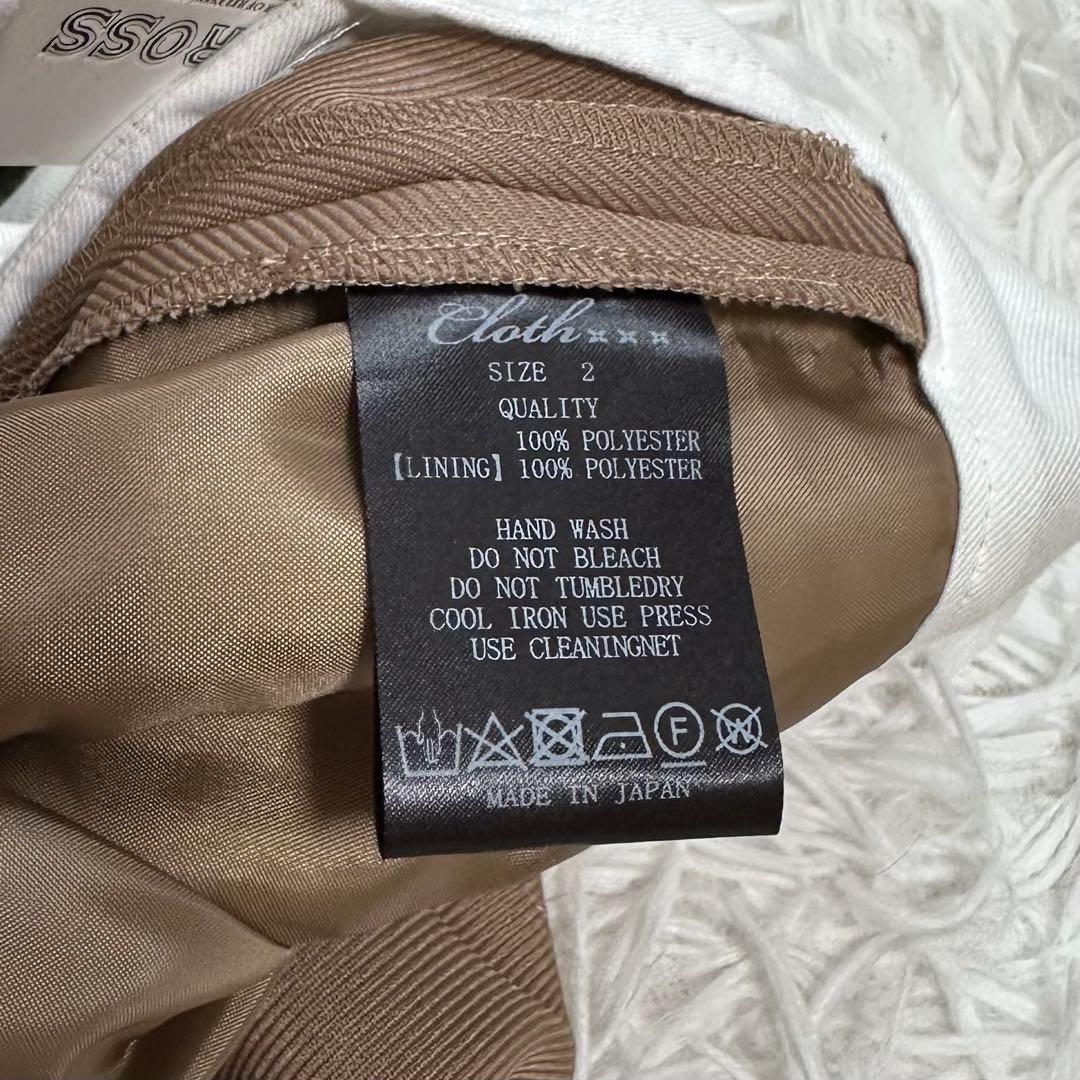 ROSS
Cloth×××
SIZE 2
QUALITY
100% POLYESTER
【LINING】100% POLYESTER
HAND WASH
DO NOT BLEACH
DO NOT TUMBLEDRY
COOL IRON USE PRESS
USE CLEANINGNET
F
W
MADE IN JAPAN